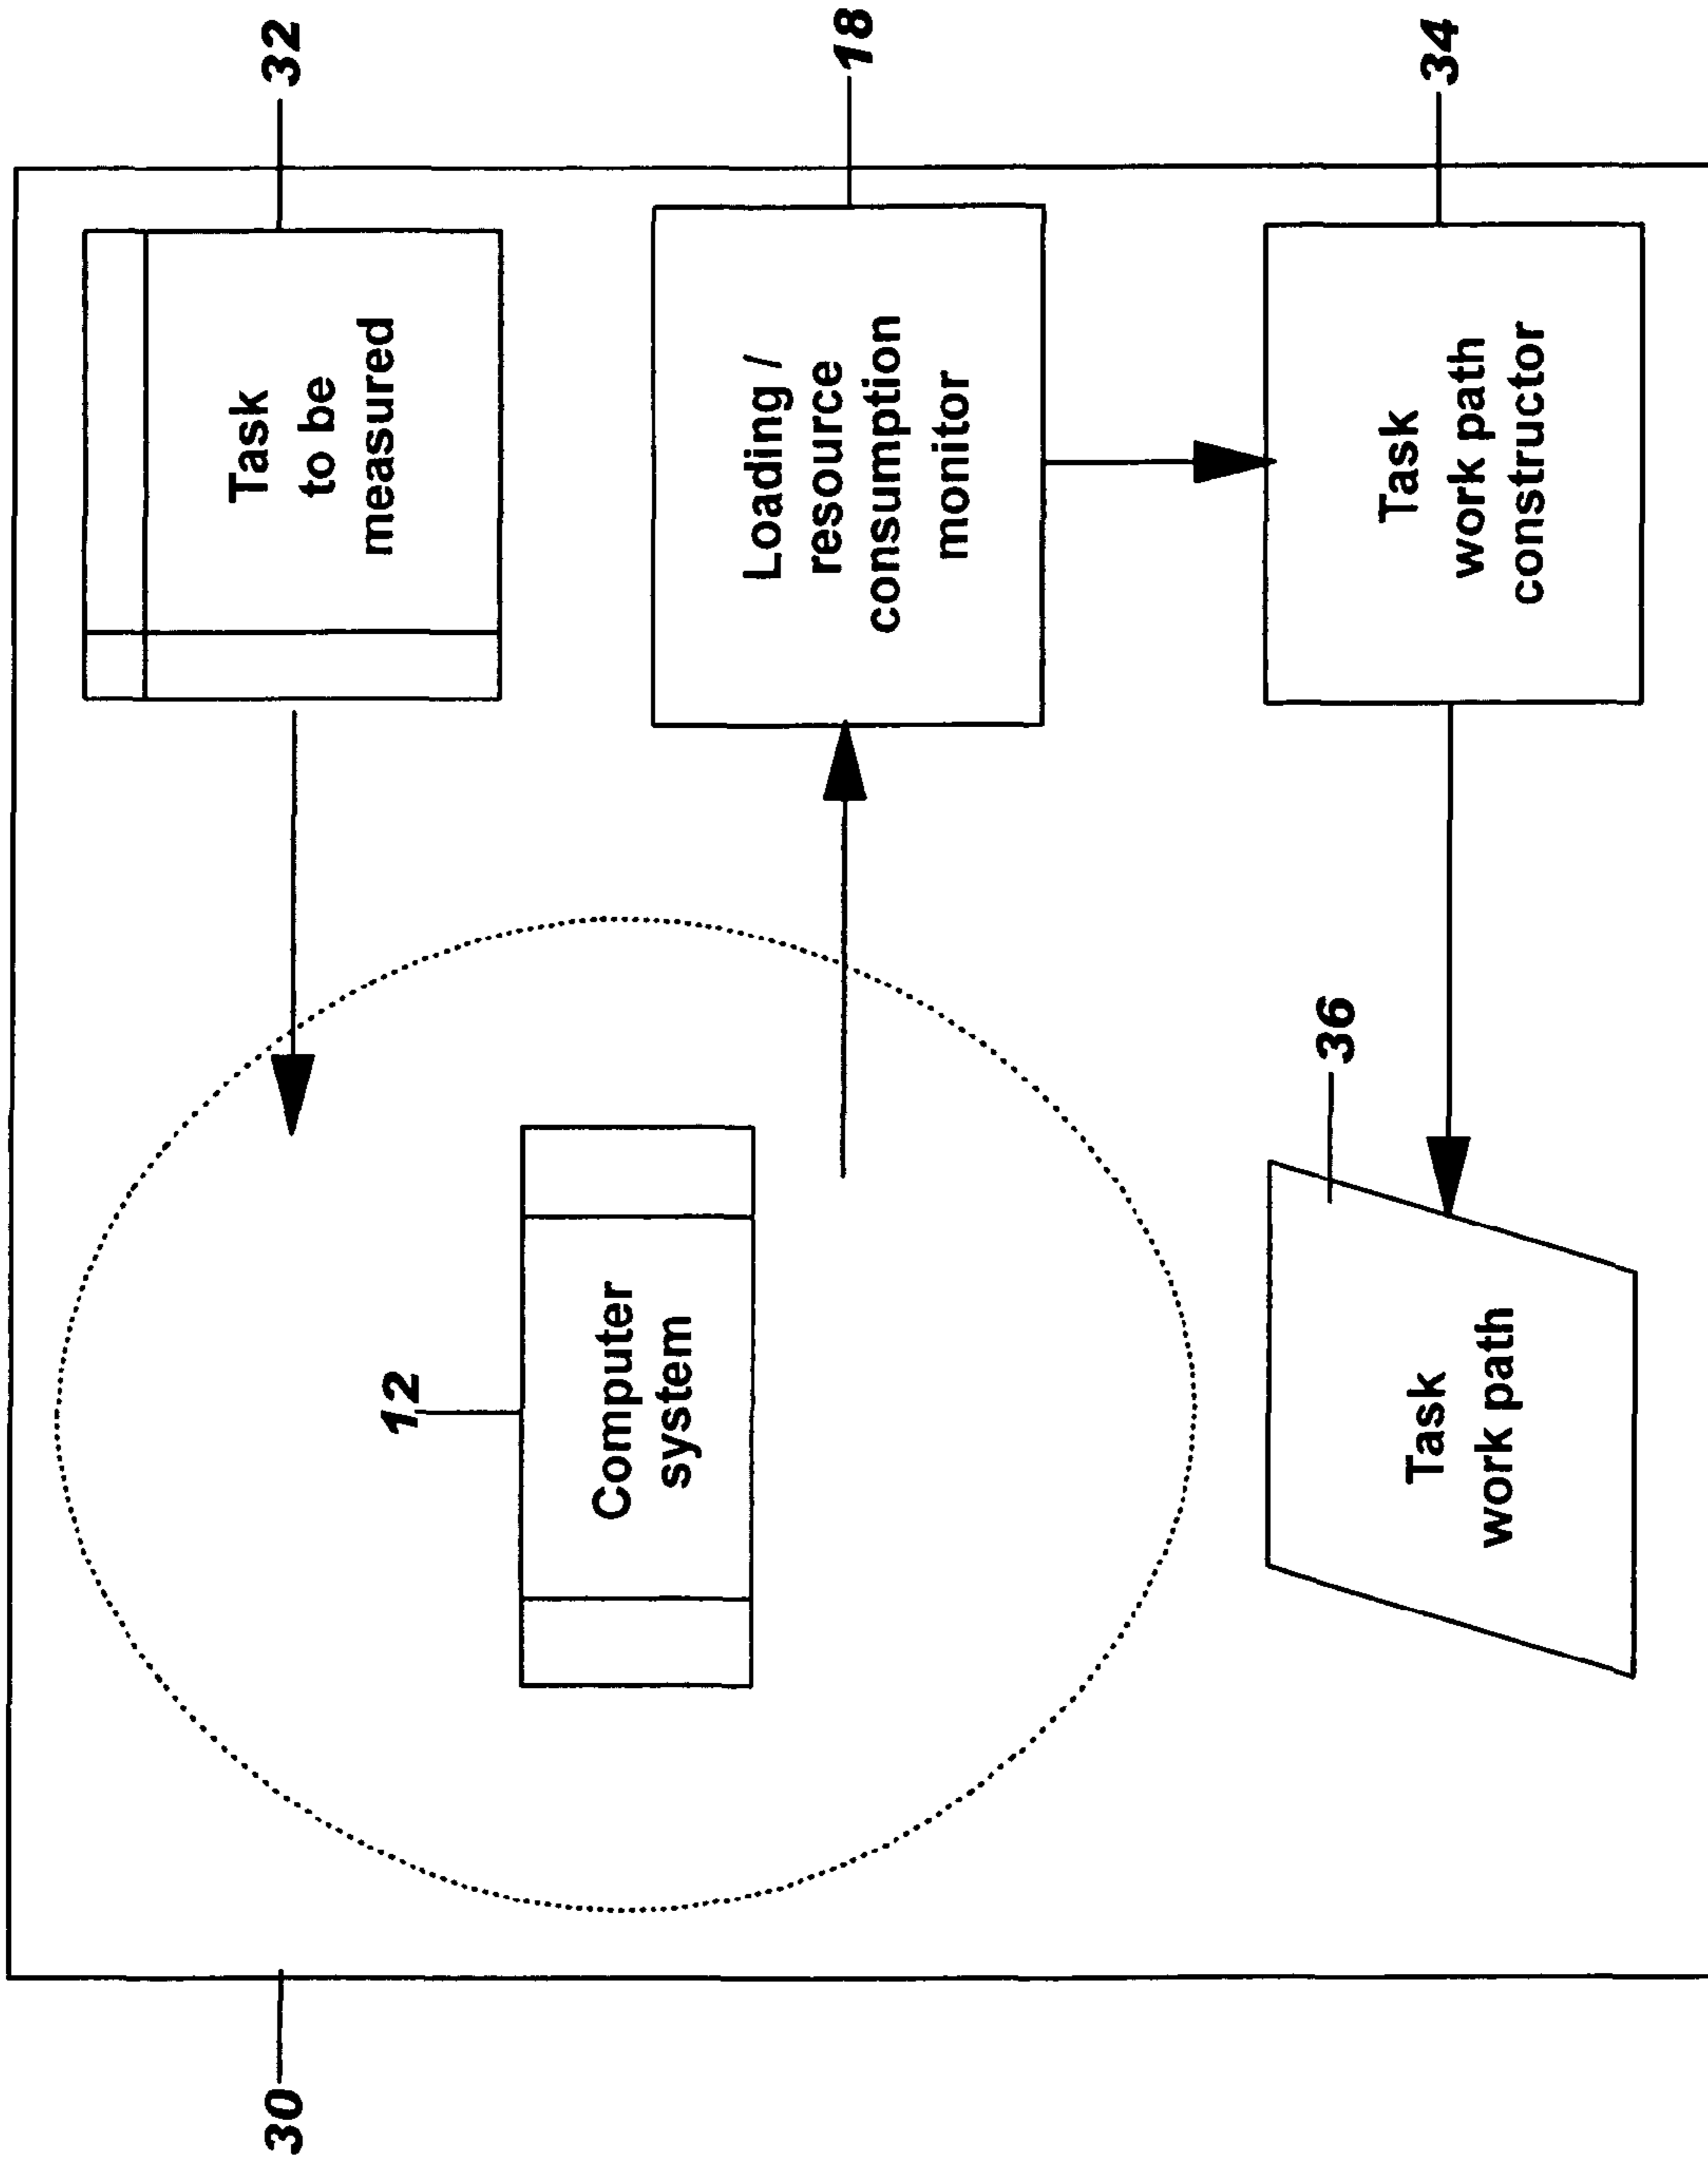 30
12
Computer
system
Task
to be
measured
32
Loading /
resource
consumption
monitor
18
Task
work path
36
Task
work path
constructor
34